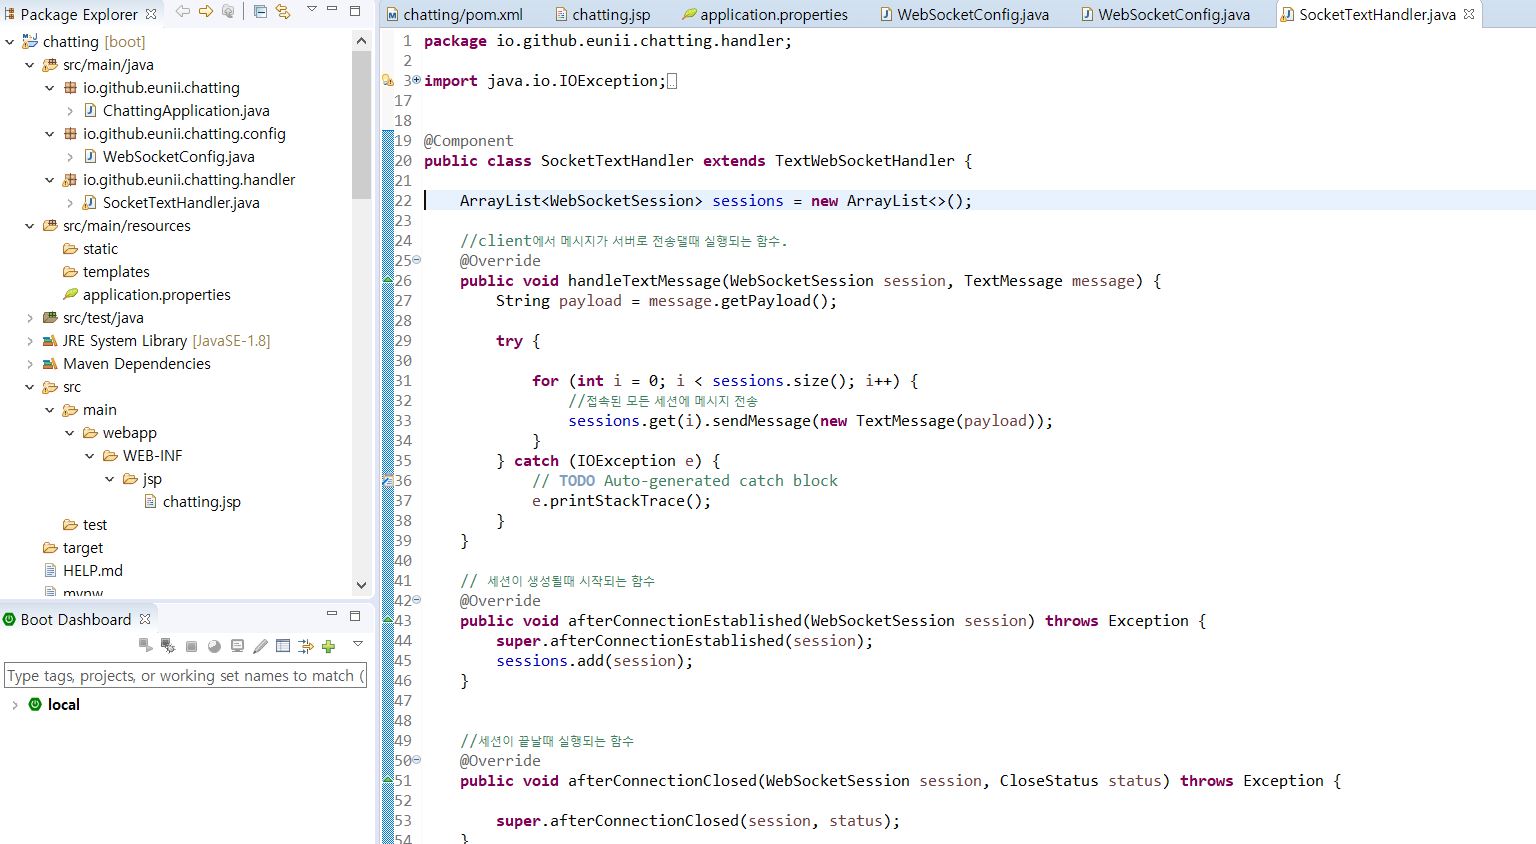 Package Explorer
chatting [boot]
src/main/java
io.github.eunii.chatting
ChattingApplication.java
io.github.eunii.chatting.config
WebSocketConfig.java
io.github.eunii.chatting.handler
SocketTextHandler.java
src/main/resources
static
templates
application.properties
src/test/java
JRE System Library [JavaSE-1.8]
Maven Dependencies
src
main
webapp
WEB-INF
jsp
chatting.jsp
test
target
HELP.md
mvnw
Boot Dashboard
Type tags, projects, or working set names to match (
local
chatting/pom.xml
chatting.jsp
application.properties
WebSocketConfig.java
WebSocketConfig.java
SocketTextHandler.java
1 package io.github.eunii.chatting.handler;
2
3 import java.io.IOException;
17
18
19 @Component
20 public class SocketTextHandler extends TextWebSocketHandler {
21
22 ArrayList<WebSocketSession> sessions = new ArrayList<>();
23
24 //client에서 메시지가 서버로 전송댈때 실행되는 함수.
25 @Override
26 public void handleTextMessage(WebSocketSession session, TextMessage message) {
27 String payload = message.getPayload();
28
29 try {
30
31 for (int i = 0; i < sessions.size(); i++) {
32 //접속된 모든 세션에 메시지 전송
33 sessions.get(i).sendMessage(new TextMessage(payload));
34 }
35 } catch (IOException e) {
36 // TODO Auto-generated catch block
37 e.printStackTrace();
38 }
39 }
40
41 // 세션이 생성될때 시작되는 함수
42 @Override
43 public void afterConnectionEstablished(WebSocketSession session) throws Exception {
44 super.afterConnectionEstablished(session);
45 sessions.add(session);
46 }
47
48
49 //세션이 끝날때 실행되는 함수
50 @Override
51 public void afterConnectionClosed(WebSocketSession session, CloseStatus status) throws Exception {
52
53 super.afterConnectionClosed(session, status);
54 }